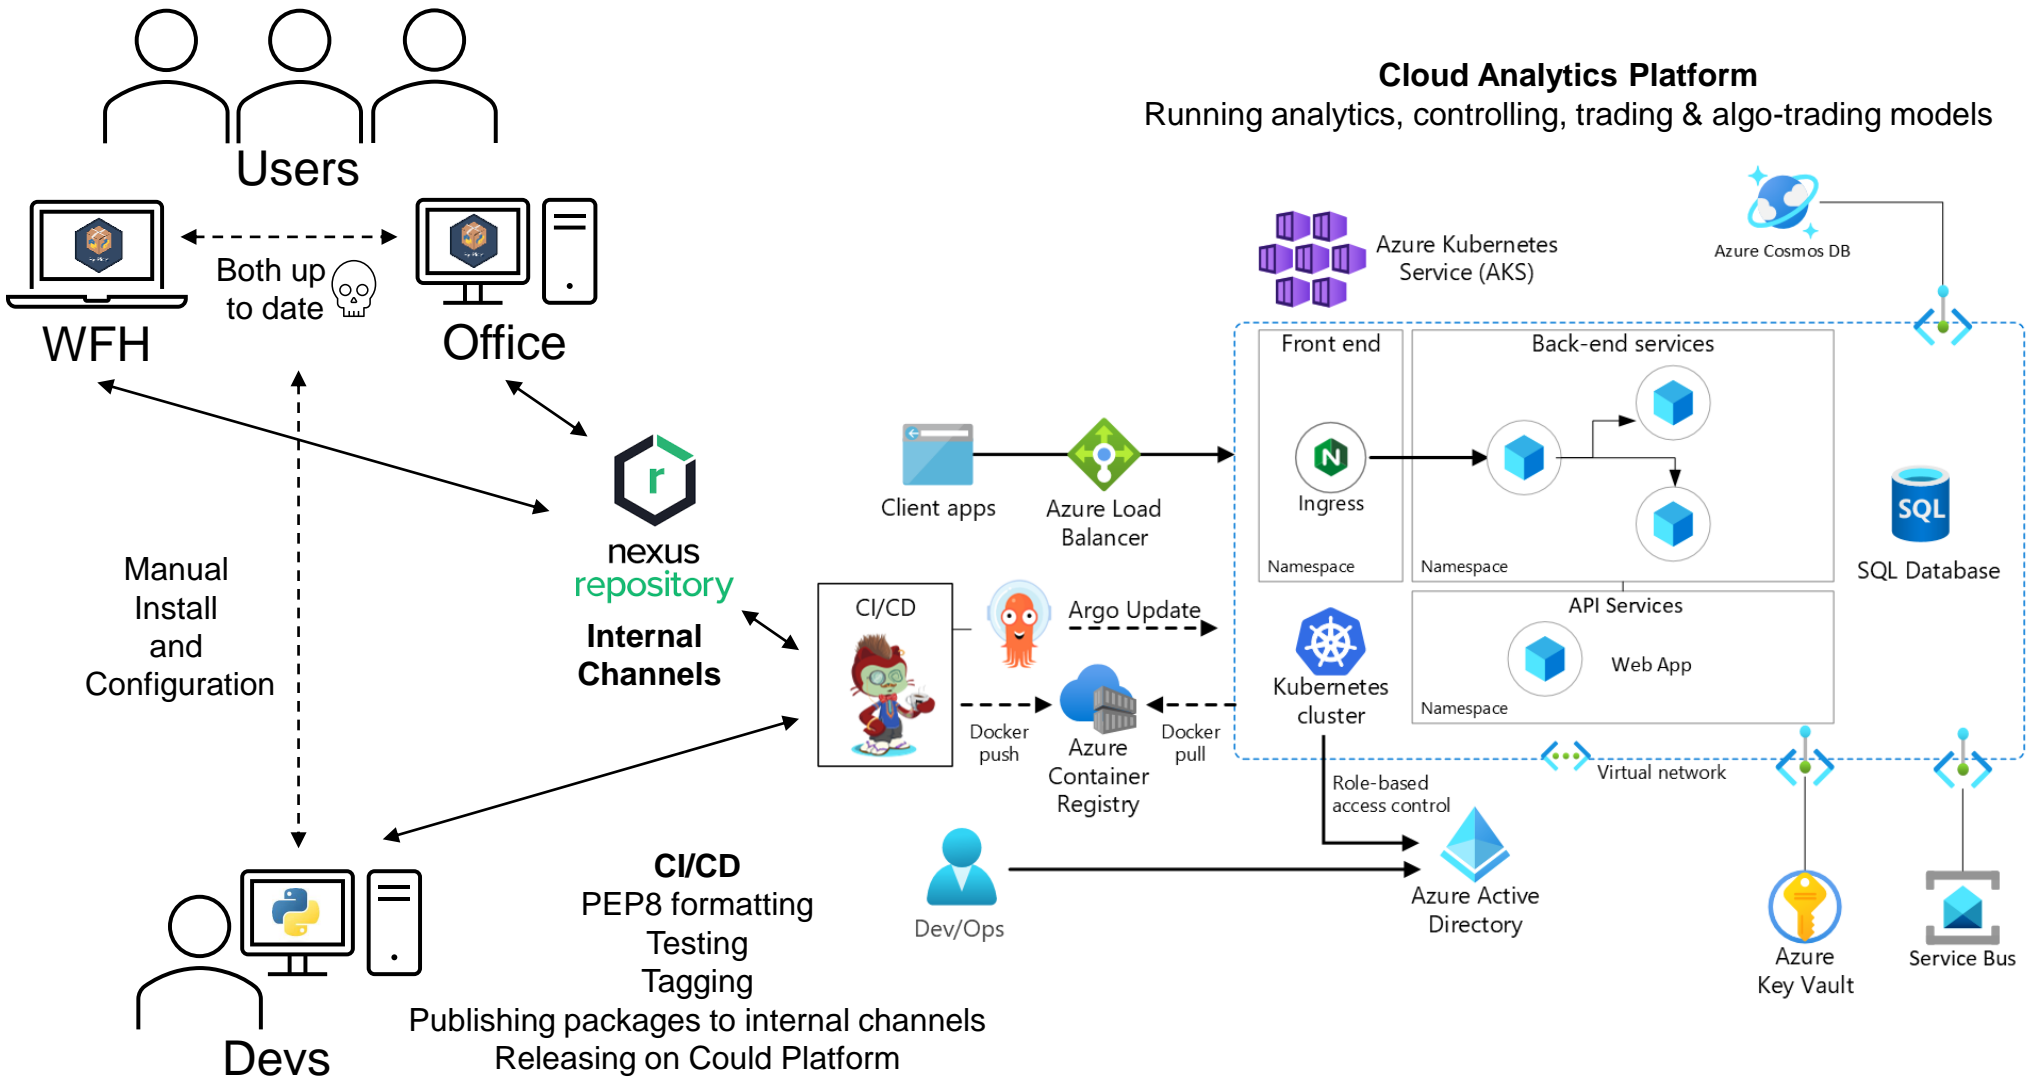 Cloud Analytics Platform
Running analytics, controlling, trading & algo-trading models
Users
Both up
to date
WFH
Office
Manual
Install
and
Configuration
r
nexus
repository
Internal
Channels
Devs
CI/CD
PEP8 formatting
Testing
Tagging
Publishing packages to internal channels
Releasing on Could Platform
Client apps
Azure Load
Balancer
CI/CD
Argo Update
Docker
push
Azure
Container
Registry
Docker
pull
Dev/Ops
Azure Kubernetes
Service (AKS)
Azure Cosmos DB
Front end
N
Ingress
Namespace
Back-end services
Namespace
API Services
Web App
Namespace
SQL
SQL Database
Kubernetes
cluster
Virtual network
Role-based
access control
Azure Active
Directory
Azure
Key Vault
Service Bus